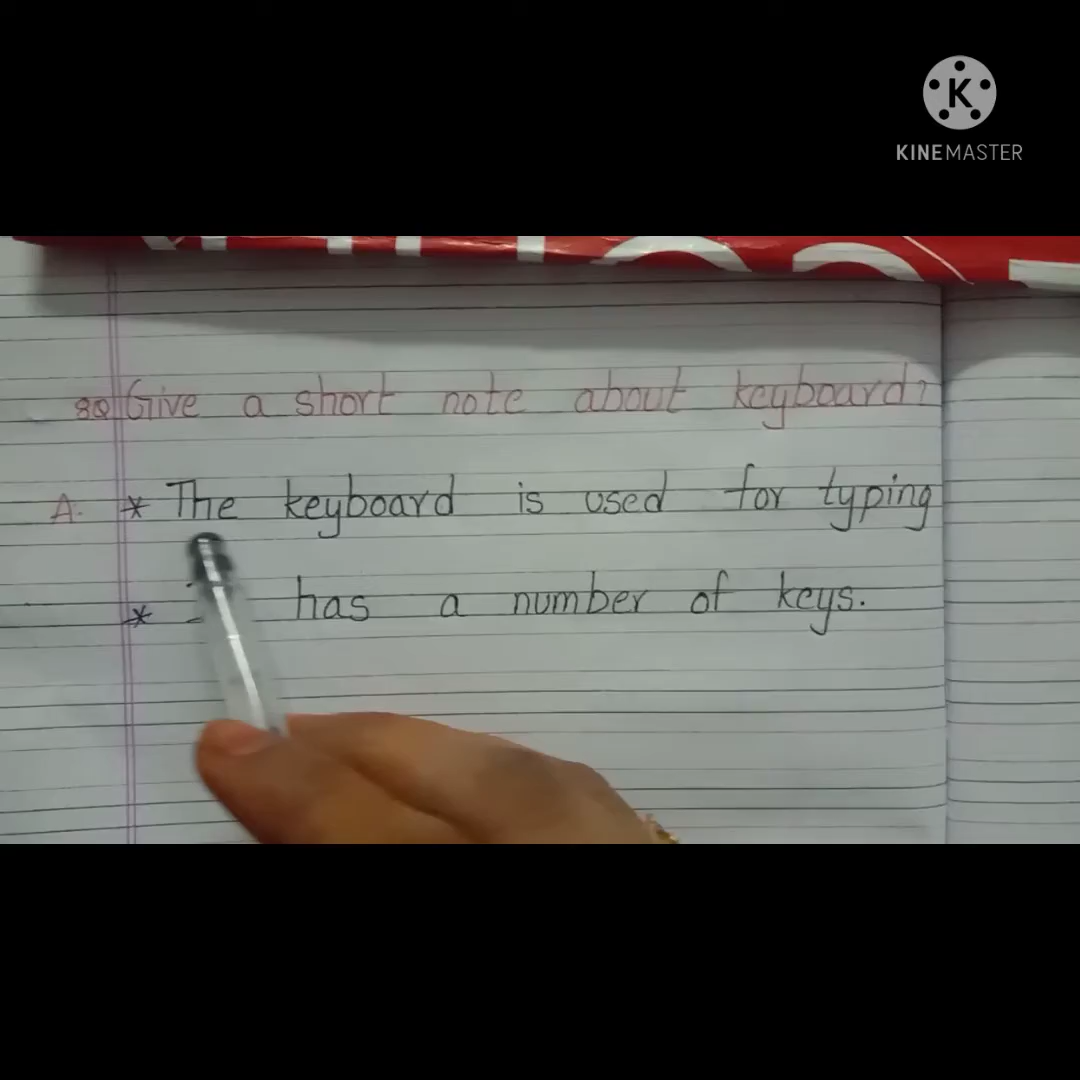 K
KINEMASTER
8Q Give a short note about keyboard?
A. * The keyboard is used for typing
* has a number of keys.